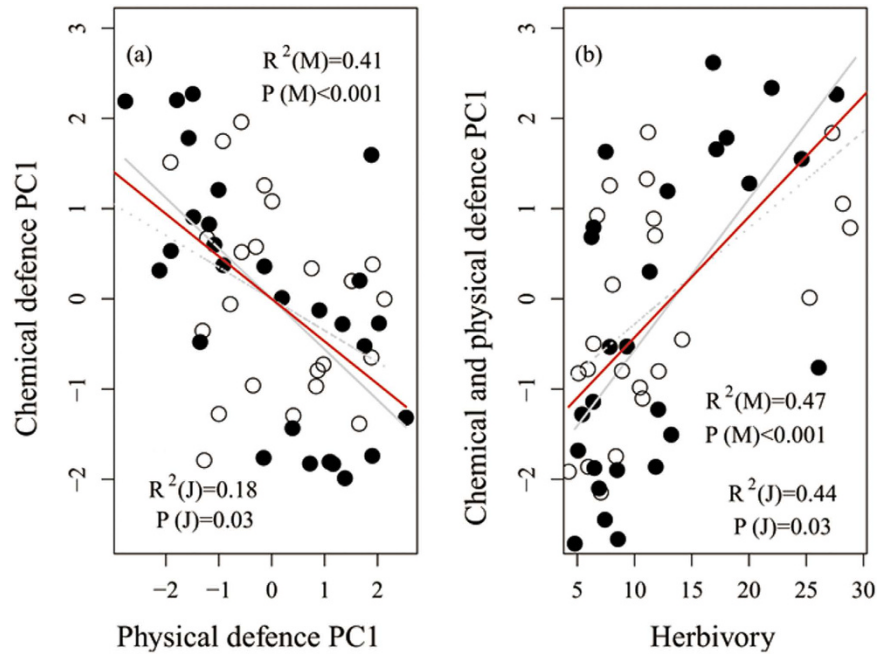 (a)
R²(M)=0.41
P (M)<0.001
3
2
1
0
−1
−2
Chemical defence PC1
R²(J)=0.18
P (J)=0.03
−2
−1
0
1
2
Physical defence PC1
(b)
3
2
1
0
−1
−2
Chemical and physical defence PC1
R²(M)=0.47
P (M)<0.001
R²(J)=0.44
P (J)=0.03
5
10
15
20
25
30
Herbivory